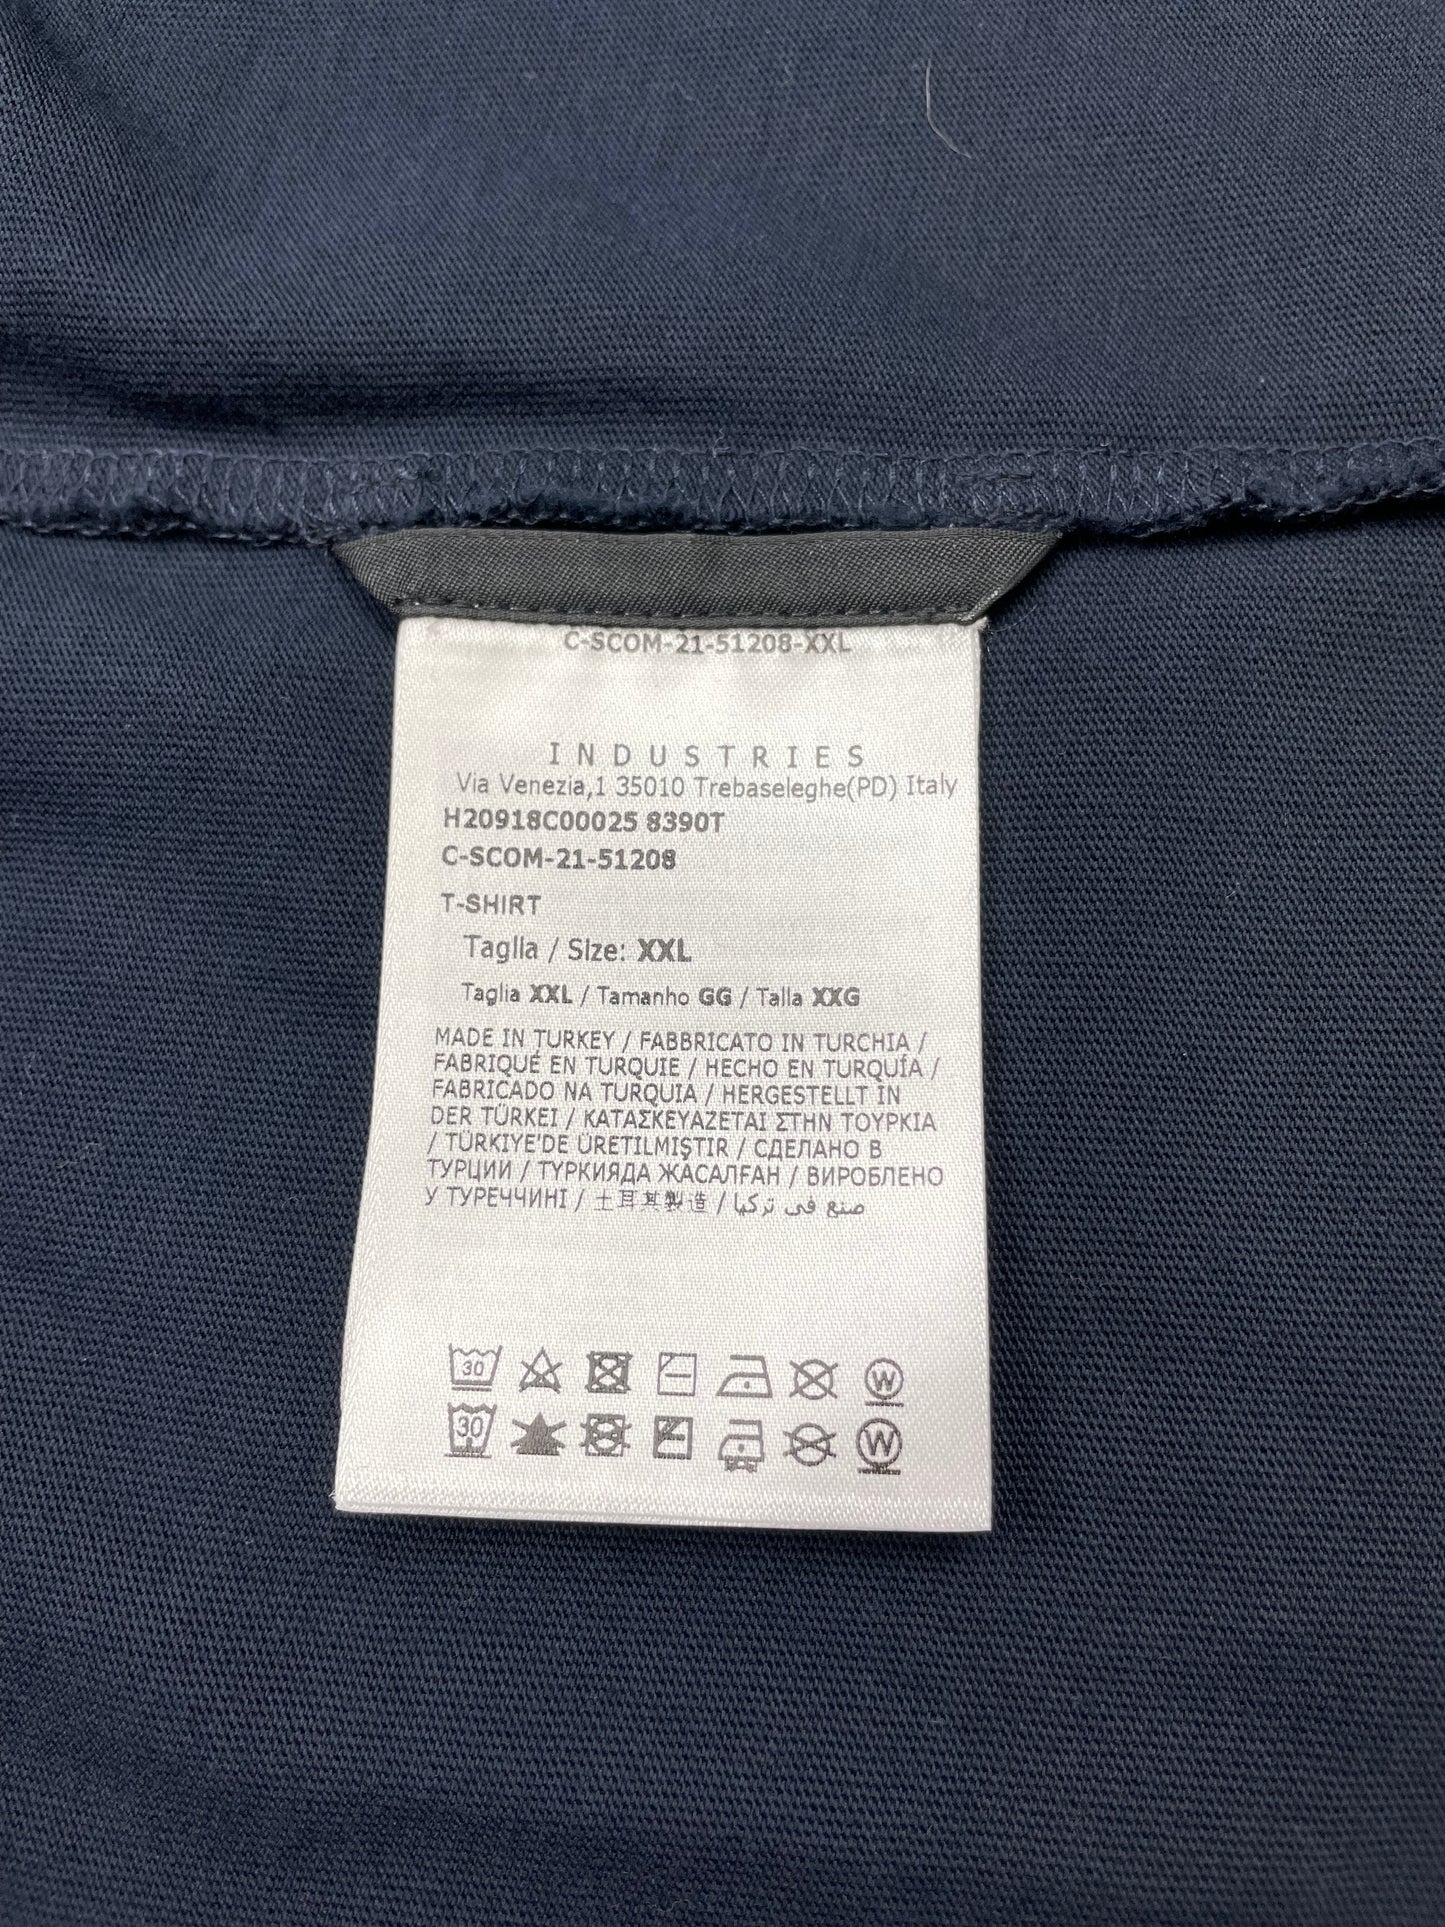 C-SCOM-21-51208-XXL
INDUSTRIES
Via Venezia,1 35010 Trebaseleghe(PD) Italy
H20918C00025 8390T
C-SCOM-21-51208
T-SHIRT
Taglia / Size: XXL
Taglia XXL / Tamanho GG / Talla XXG
MADE IN TURKEY / FABBRICATO IN TURCHIA /
FABRIQUÉ EN TURQUIE / HECHO EN TURQUÍA /
FABRICADO NA TURQUIA / HERGESTELLT IN
DER TÜRKEI / ΚΑΤΑΣΚΕΥΑΖΕΤΑΙ ΣΤΗΝ ΤΟΥΡΚΙΑ
/ TÜRKIYE'DE ÜRETILMIŞTIR / СДЕЛАНО В
ТУРЦИИ / ТҮРКИЯДА ЖАСАЛҒАН / ВИРОБЛЕНО
У ТУРЕЧЧИНІ / 土耳其製造 / صنع في تركيا
30 W
30 W